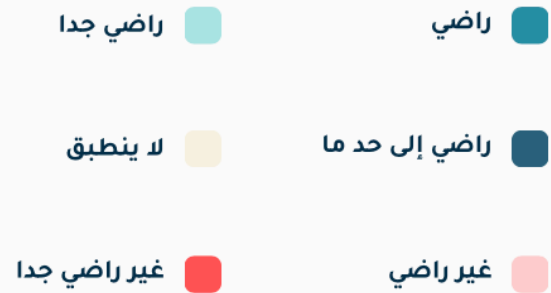 راضي
راضي جدا
راضي إلى حد ما
لا ينطبق
غير راضي
غير راضي جدا